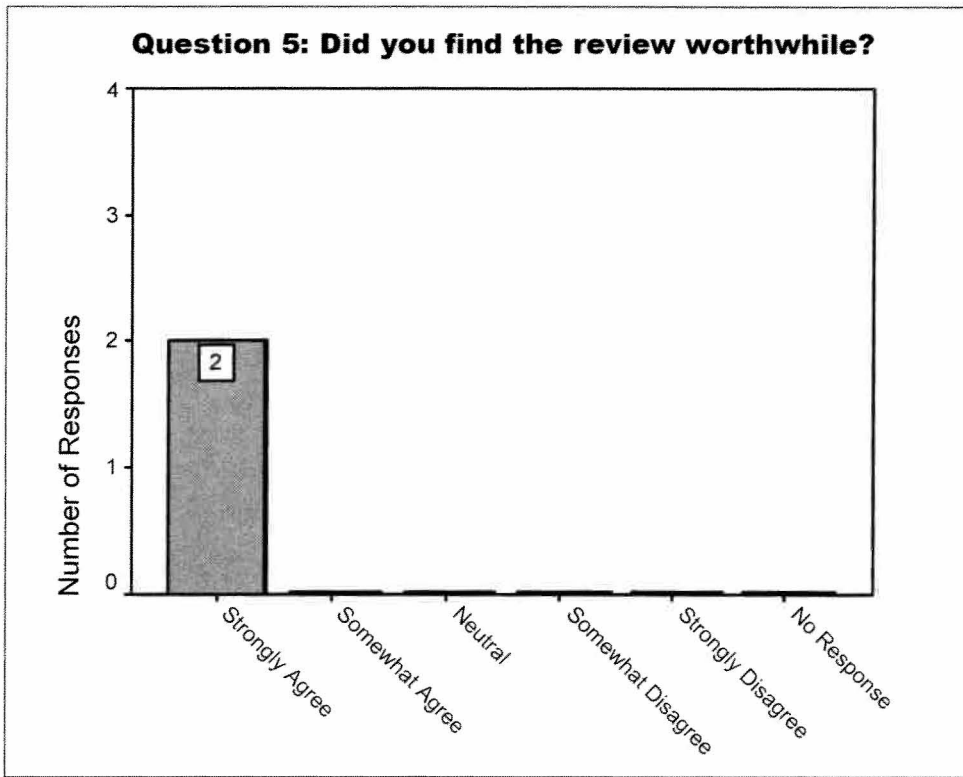 Question 5: Did you find the review worthwhile?
4
3
2
1
0
Number of Responses
2
Strongly Agree
Somewhat Agree
Neutral
Somewhat Disagree
Strongly Disagree
No Response